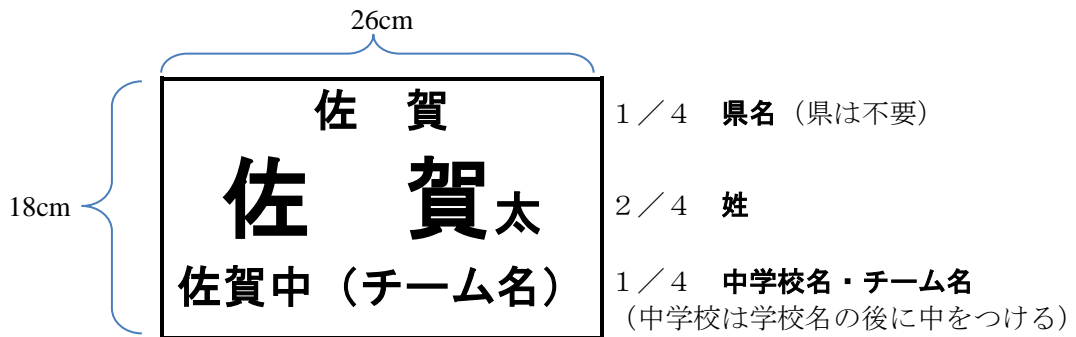 26cm
佐　賀
1／4　県名（県は不要）
18cm
佐　賀太
2／4　姓
佐賀中（チーム名）
1／4　中学校名・チーム名
（中学校は学校名の後に中をつける）